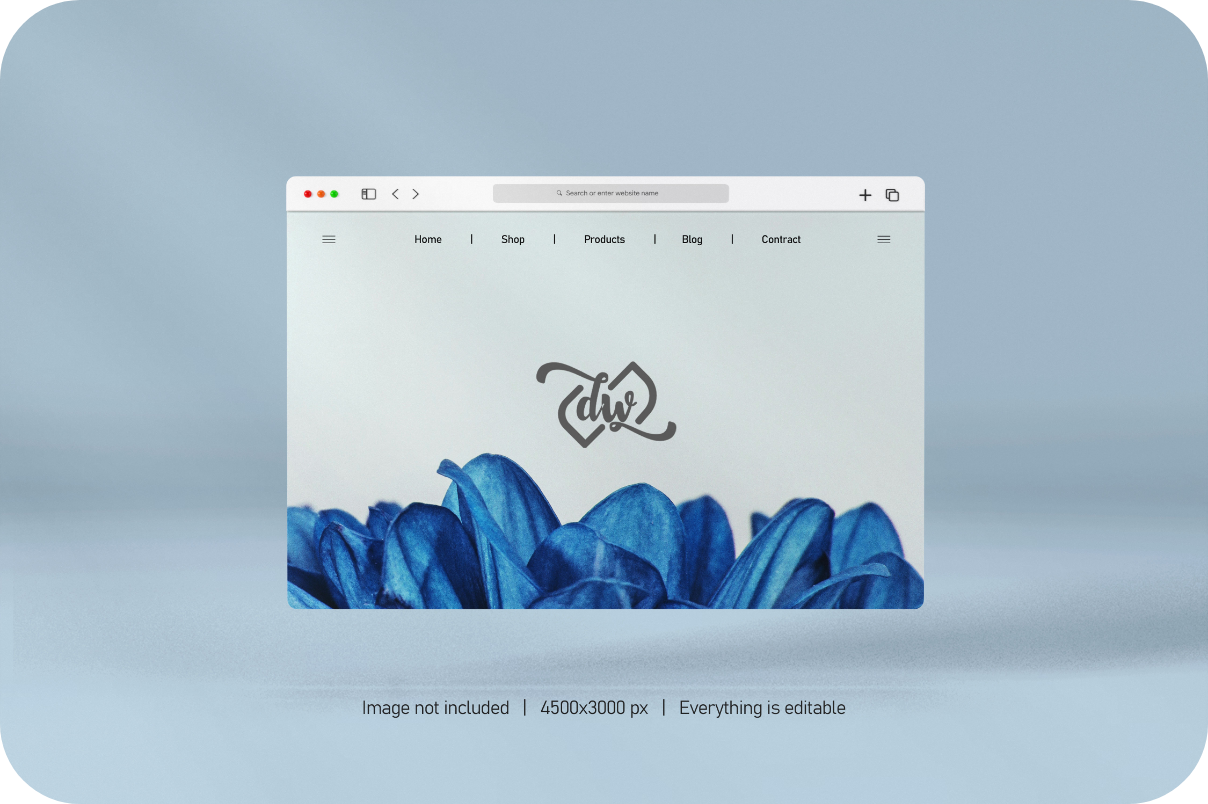 Search or enter website name
Home | Shop | Products | Blog | Contract
dw
Image not included | 4500x3000 px | Everything is editable